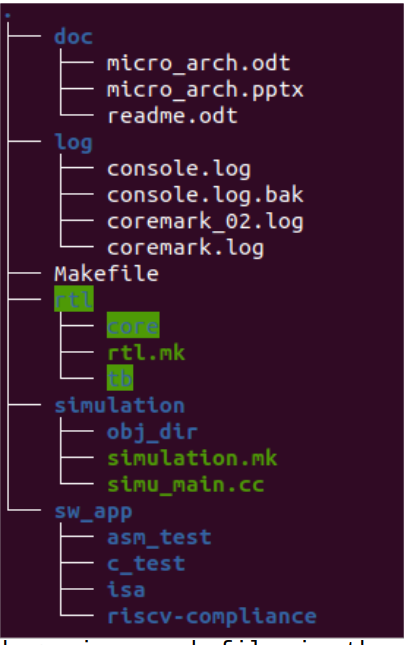 .
doc
micro_arch.odt
micro_arch.pptx
readme.odt
log
console.log
console.log.bak
coremark_02.log
coremark.log
Makefile
rtl
core
rtl.mk
tb
simulation
obj_dir
simulation.mk
simu_main.cc
sw_app
asm_test
c_test
isa
riscv-compliance